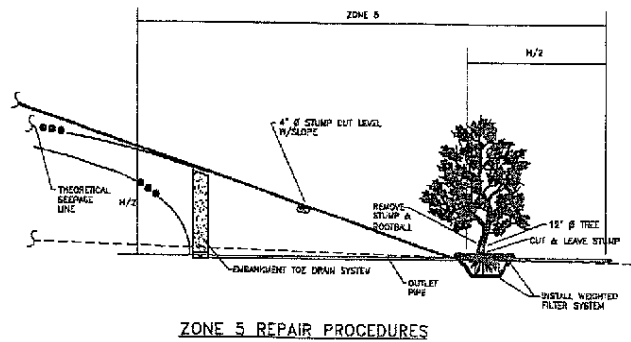 ZONE 5
H/2
4" Ø STUMP CUT LEVEL
W/SLOPE
THEORETICAL
SEEPAGE
LINE
H/2
REMOVE
STUMP &
ROOTBALL
12" Ø TREE
CUT & LEAVE STUMP
EMBANKMENT TOE DRAIN SYSTEM
OUTLET
PIPE
INSTALL WEIGHTED
FILTER SYSTEM
ZONE 5 REPAIR PROCEDURES